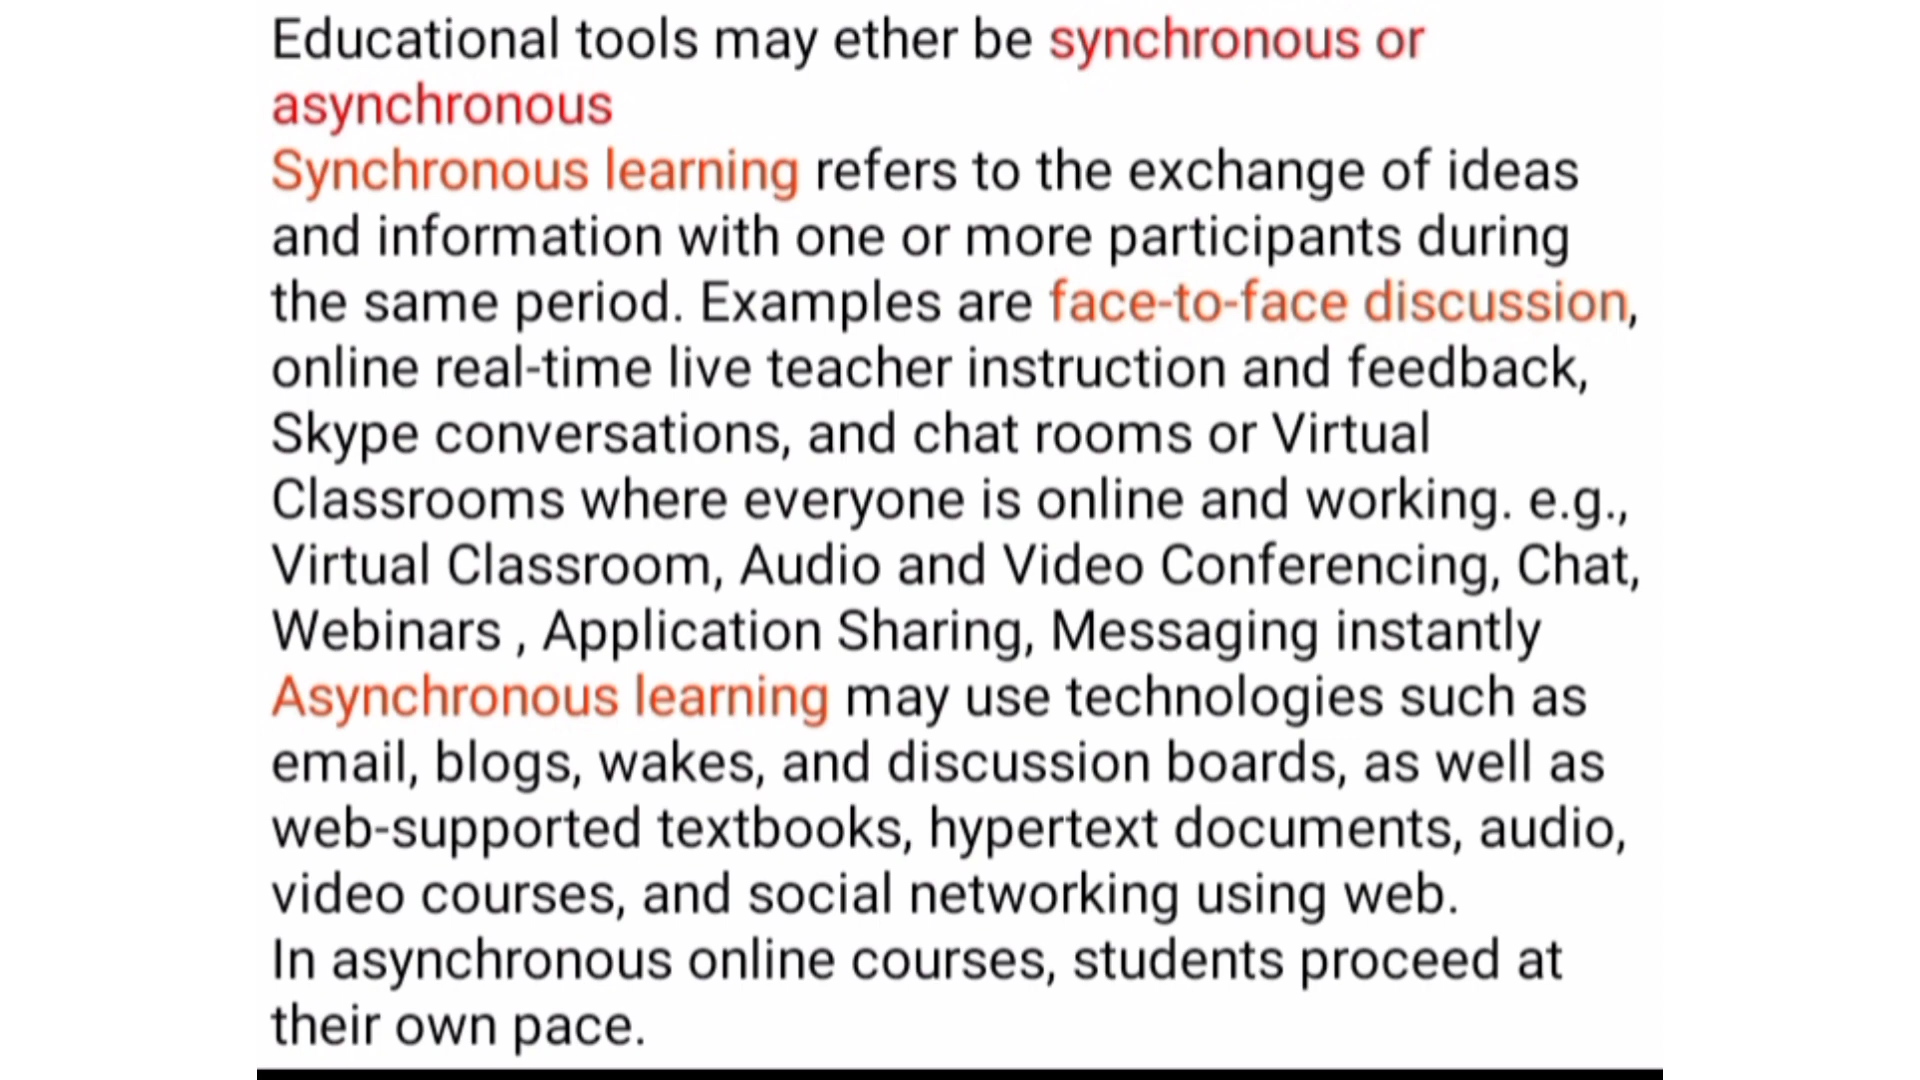 Educational tools may ether be synchronous or
asynchronous
Synchronous learning refers to the exchange of ideas
and information with one or more participants during
the same period. Examples are face-to-face discussion,
online real-time live teacher instruction and feedback,
Skype conversations, and chat rooms or Virtual
Classrooms where everyone is online and working. e.g.,
Virtual Classroom, Audio and Video Conferencing, Chat,
Webinars , Application Sharing, Messaging instantly
Asynchronous learning may use technologies such as
email, blogs, wakes, and discussion boards, as well as
web-supported textbooks, hypertext documents, audio,
video courses, and social networking using web.
In asynchronous online courses, students proceed at
their own pace.